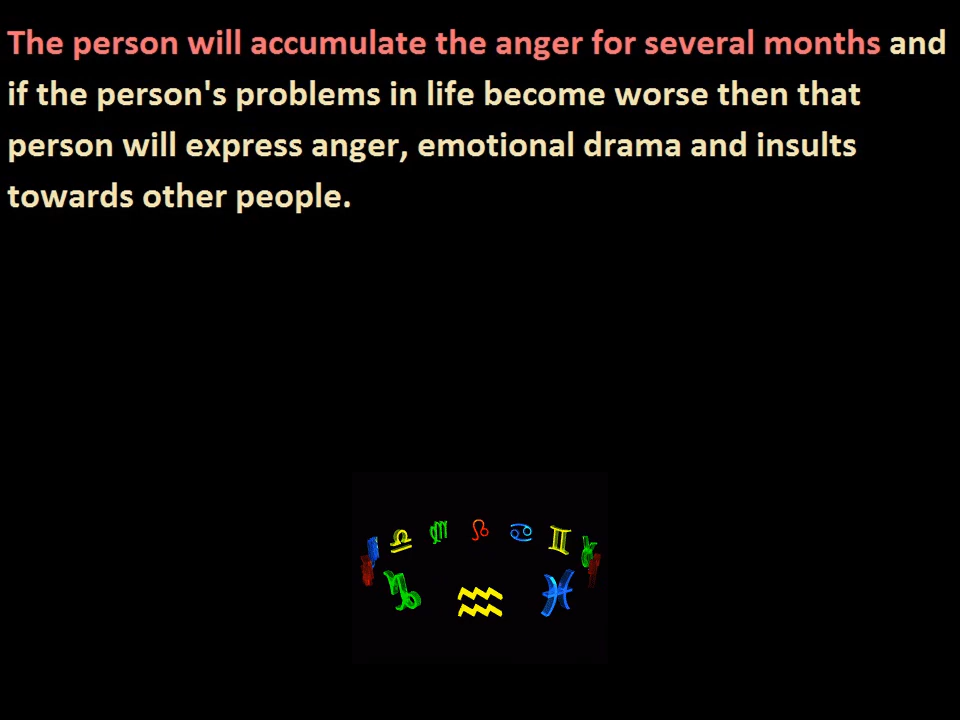 The person will accumulate the anger for several months and
if the person's problems in life become worse then that
person will express anger, emotional drama and insults
towards other people.